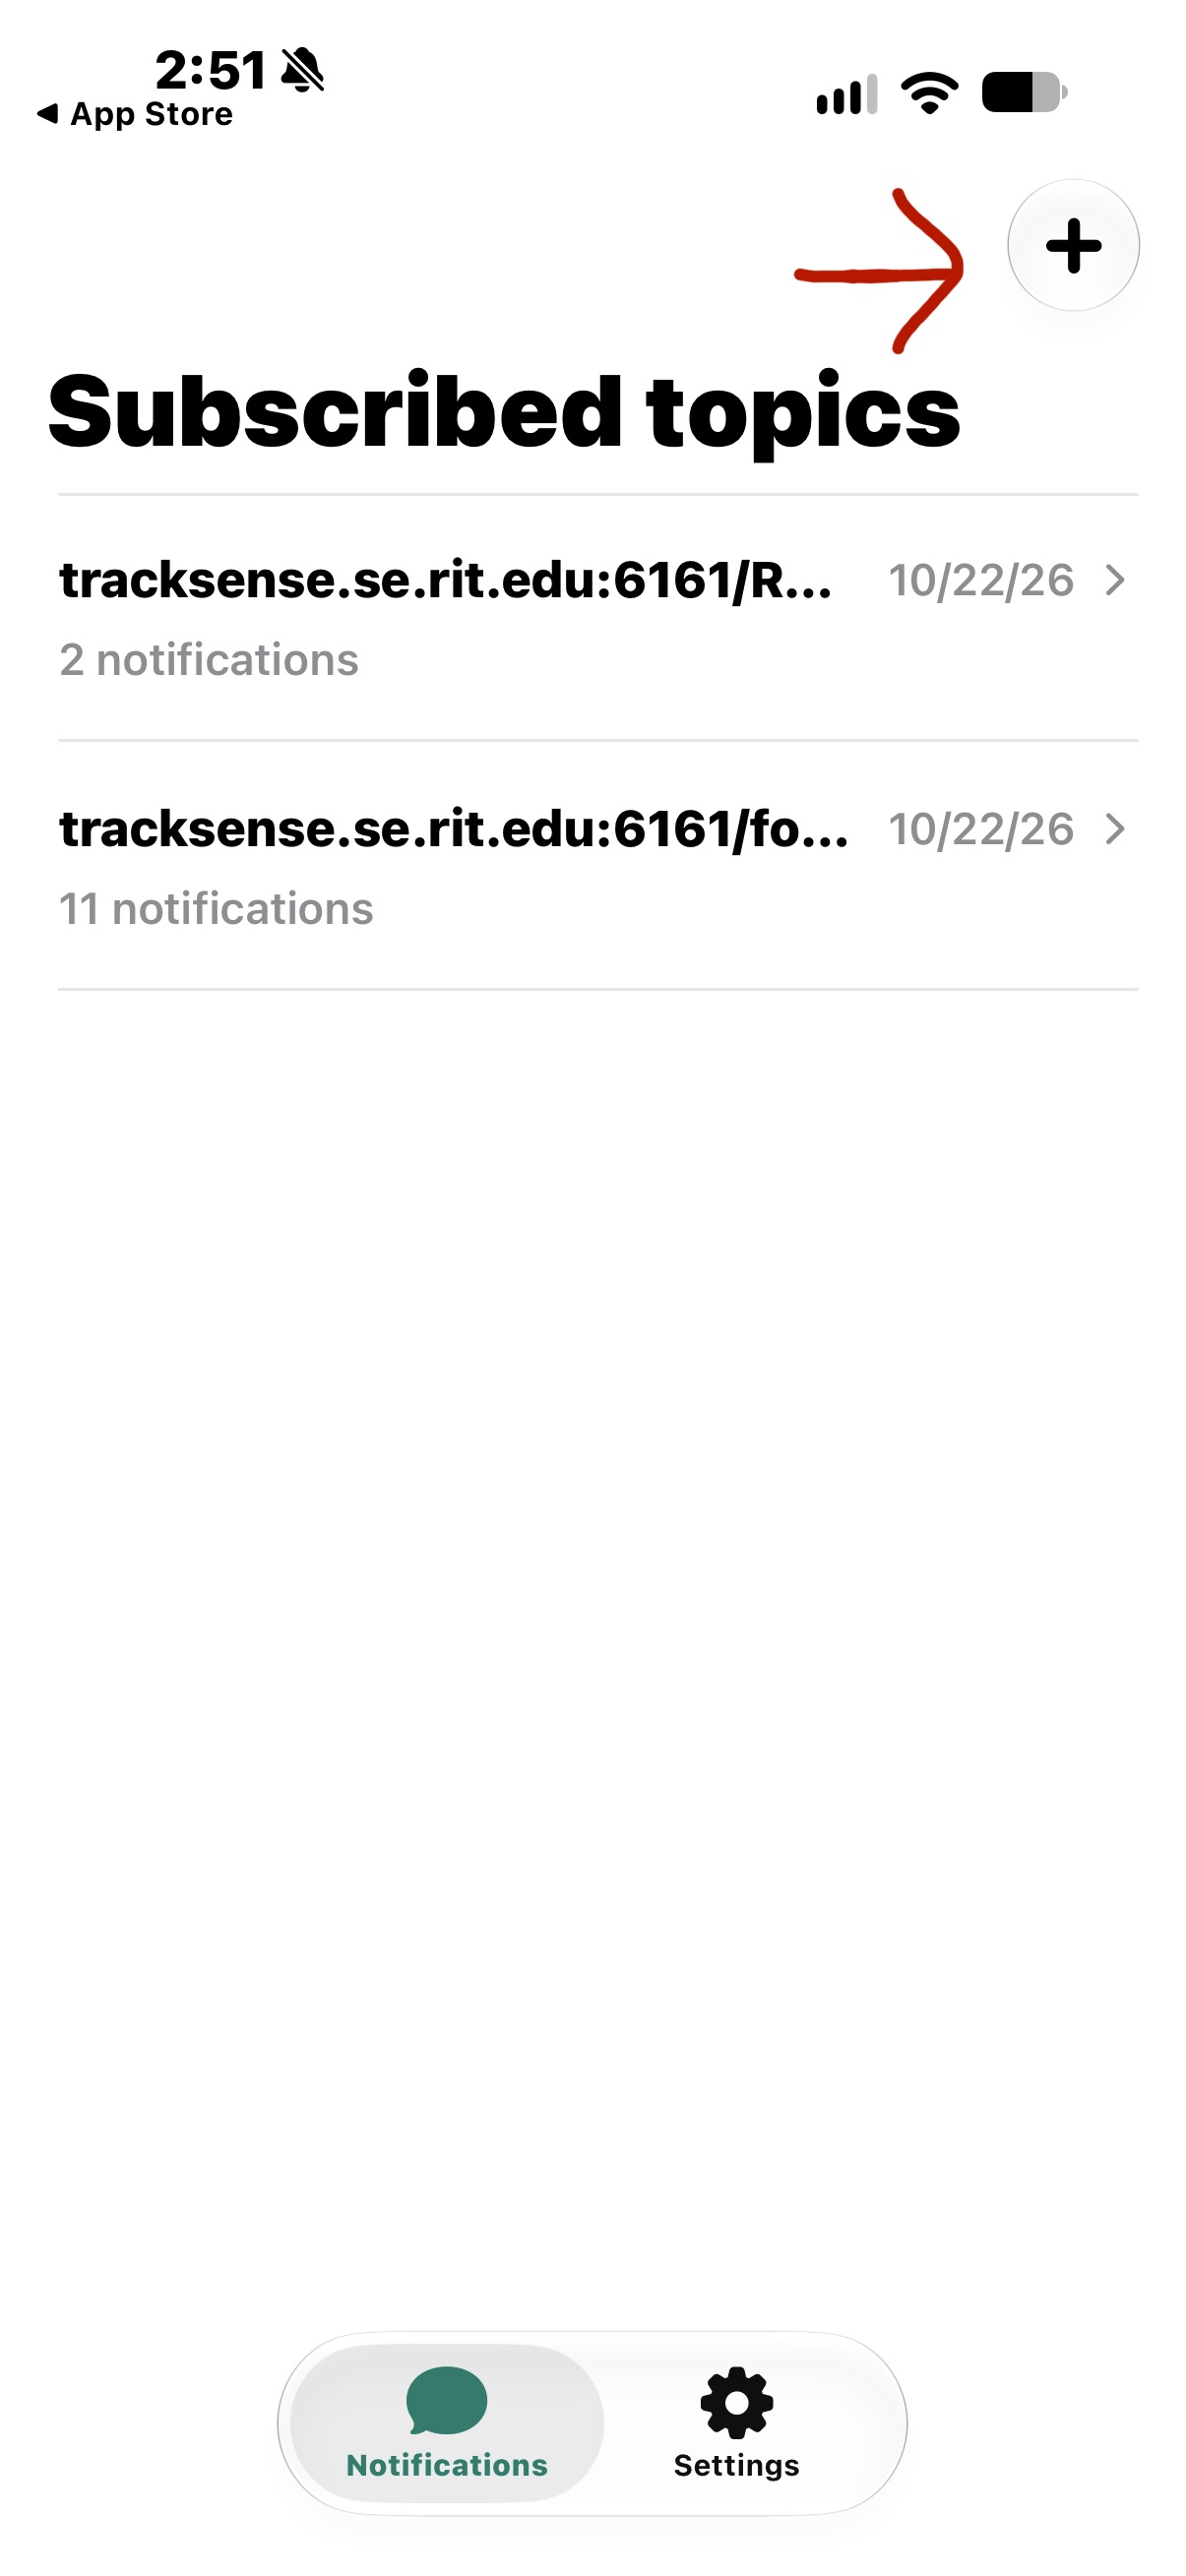 2:51
◀ App Store
Subscribed topics
tracksense.se.rit.edu:6161/R... 10/22/26
2 notifications
tracksense.se.rit.edu:6161/fo... 10/22/26
11 notifications
Notifications Settings